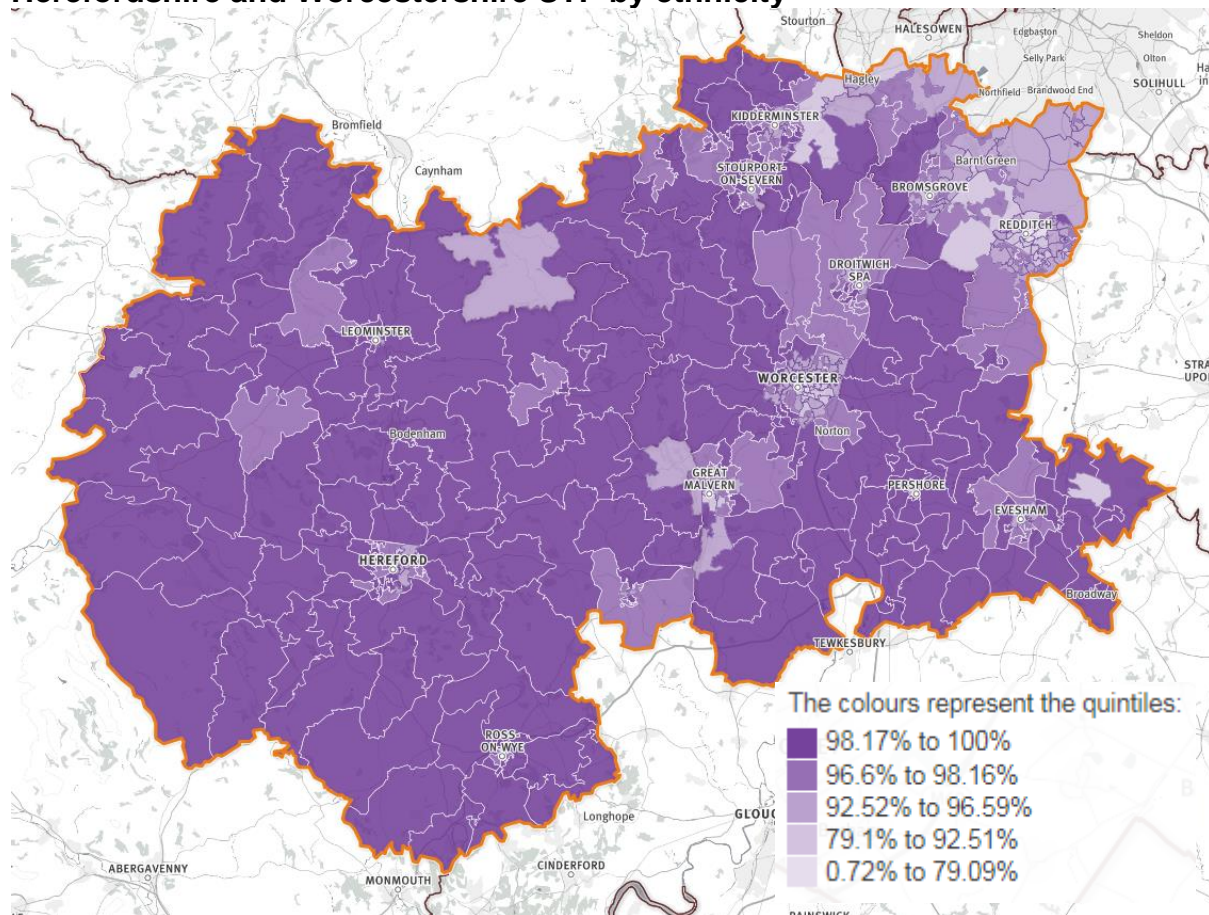 Herefordshire and Worcestershire STP by ethnicity
Stourton
HALESOWEN
Edgbaston
Sheldon
Selly Park
Olton
Hagley
SOLIHULL
Northfield
Brandwood End
Bromfield
KIDDERMINSTER
Caynham
STOURPORT-
ON-SEVERN
Barnt Green
BROMSGROVE
REDDITCH
DROITWICH
SPA
LEOMINSTER
WORCESTER
Bodenham
Norton
GREAT
MALVERN
PERSHORE
EVESHAM
HEREFORD
Broadway
TEWKESBURY
The colours represent the quintiles:
98.17% to 100%
96.6% to 98.16%
92.52% to 96.59%
79.1% to 92.51%
0.72% to 79.09%
ROSS-
ON-WYE
Longhope
GLOUC
CINDERFORD
ABERGAVENNY
MONMOUTH